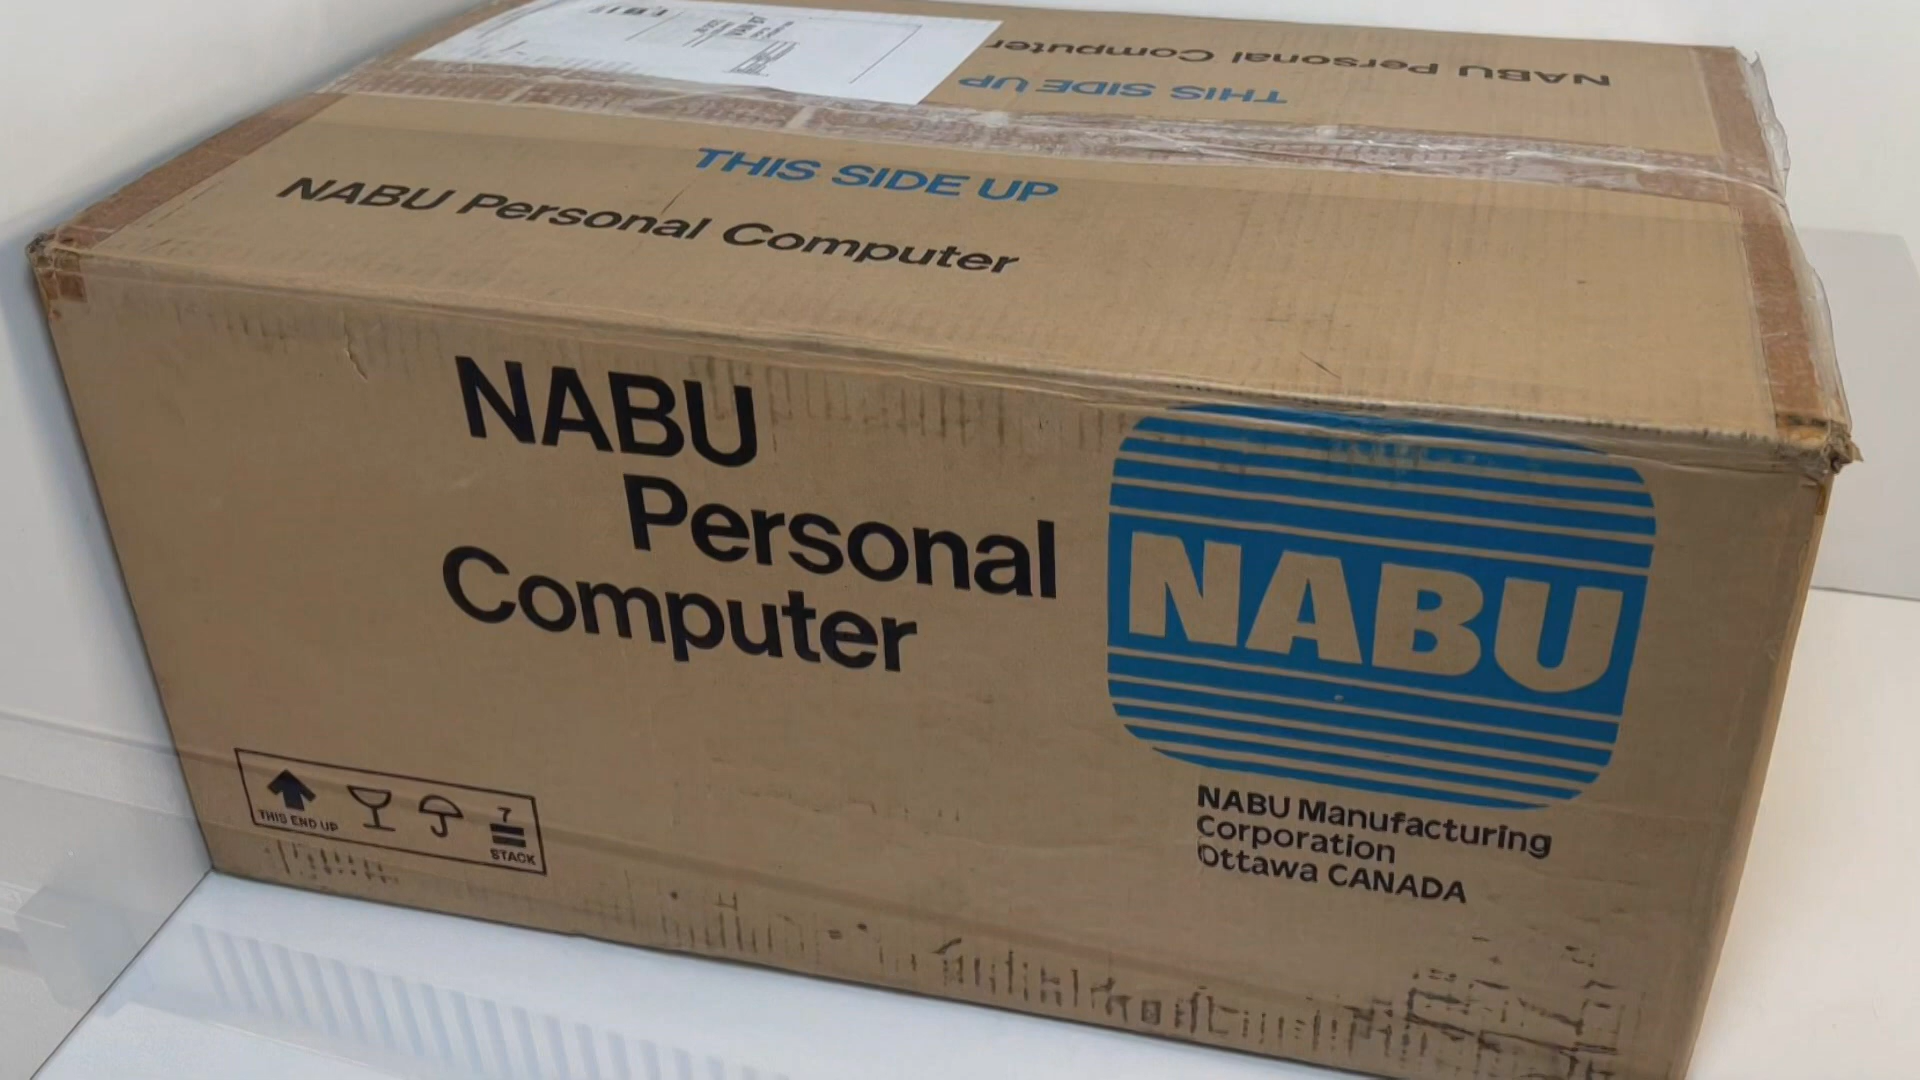 NABU Personal Computer
THIS SIDE UP
THIS SIDE UP
NABU Personal Computer
NABU
Personal
Computer
NABU
NABU Manufacturing
Corporation
Ottawa CANADA
THIS END UP
7
STACK